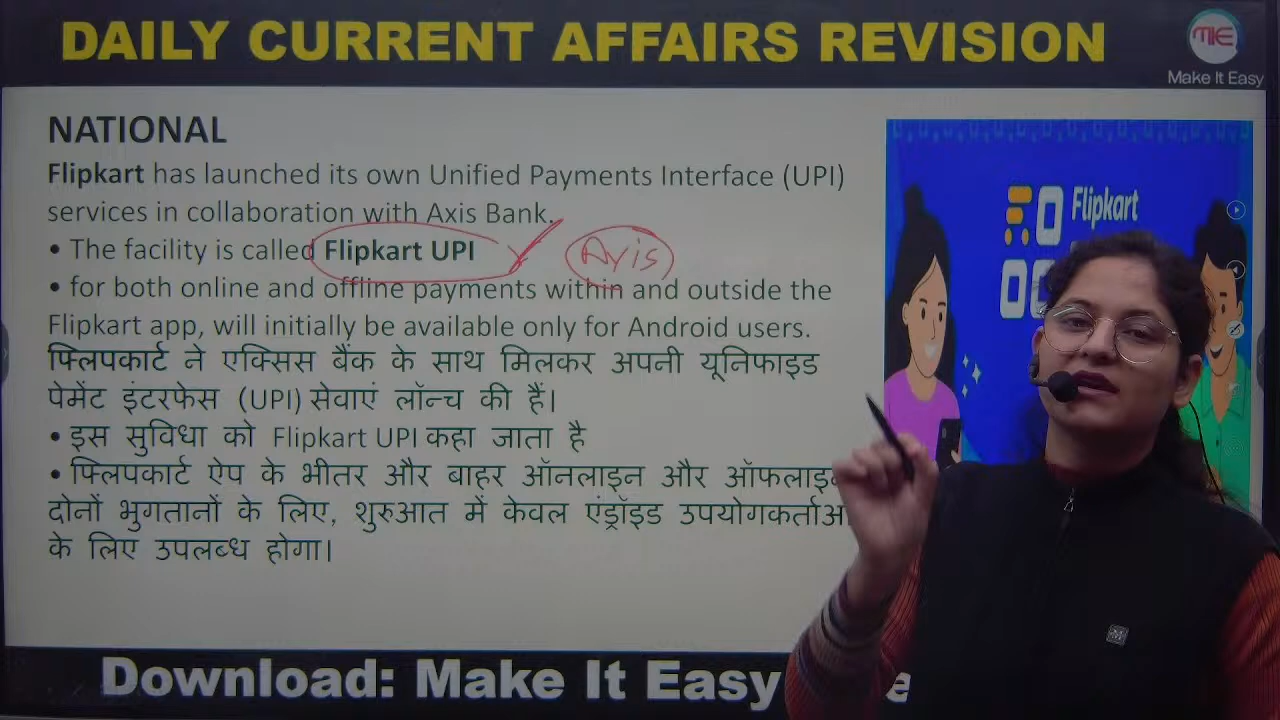 DAILY CURRENT AFFAIRS REVISION
MIE
Make It Easy
NATIONAL
Flipkart has launched its own Unified Payments Interface (UPI)
services in collaboration with Axis Bank.
• The facility is called Flipkart UPI
Axis
• for both online and offline payments within and outside the
Flipkart app, will initially be available only for Android users.
फ्लिपकार्ट ने एक्सिस बैंक के साथ मिलकर अपनी यूनिफाइड
पेमेंट इंटरफेस (UPI) सेवाएं लॉन्च की हैं।
• इस सुविधा को Flipkart UPI कहा जाता है
• फ्लिपकार्ट ऐप के भीतर और बाहर ऑनलाइन और
दोनों भुगतानों के लिए, शुरुआत में केवल एंड्रॉइड
के लिए उपलब्ध होगा।
Flipkart
Download: Make It Easy